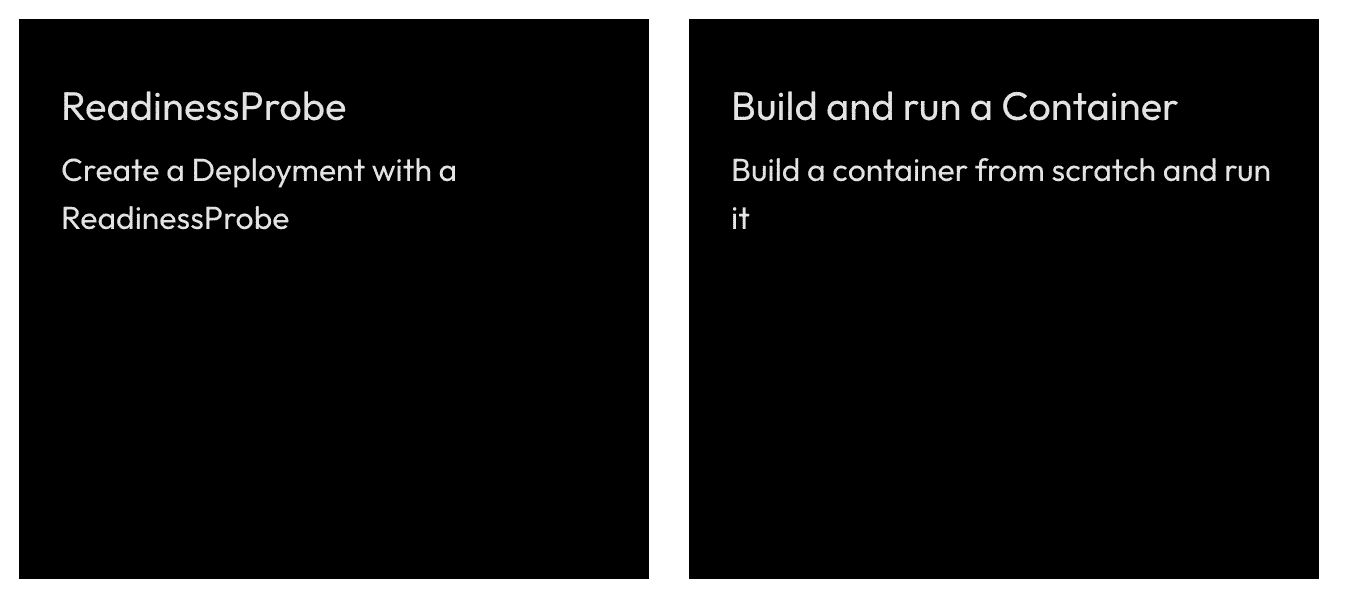 ReadinessProbe
Create a Deployment with a
ReadinessProbe
Build and run a Container
Build a container from scratch and run
it